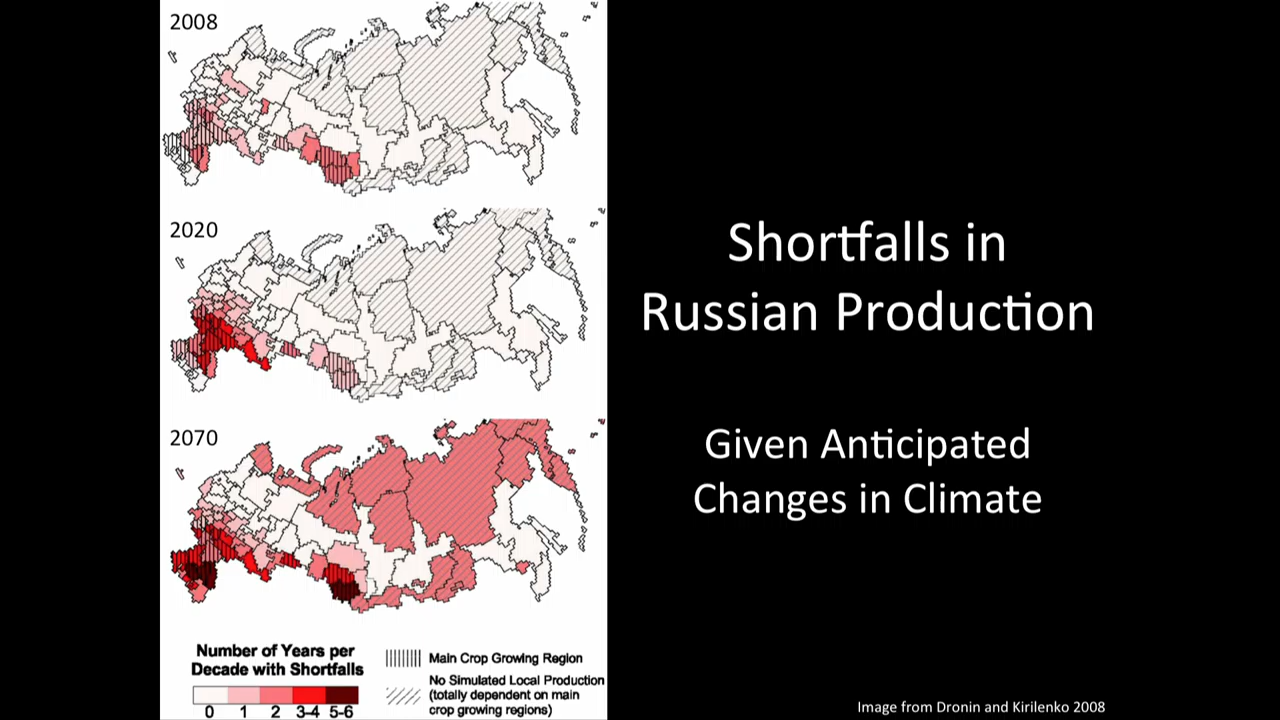 2008
2020
2070
Number of Years per
Decade with Shortfalls
0 1 2 3-4 5-6
Main Crop Growing Region
No Simulated Local Production
(totally dependent on main
crop growing regions)
Shortfalls in
Russian Production
Given Anticipated
Changes in Climate
Image from Dronin and Kirilenko 2008